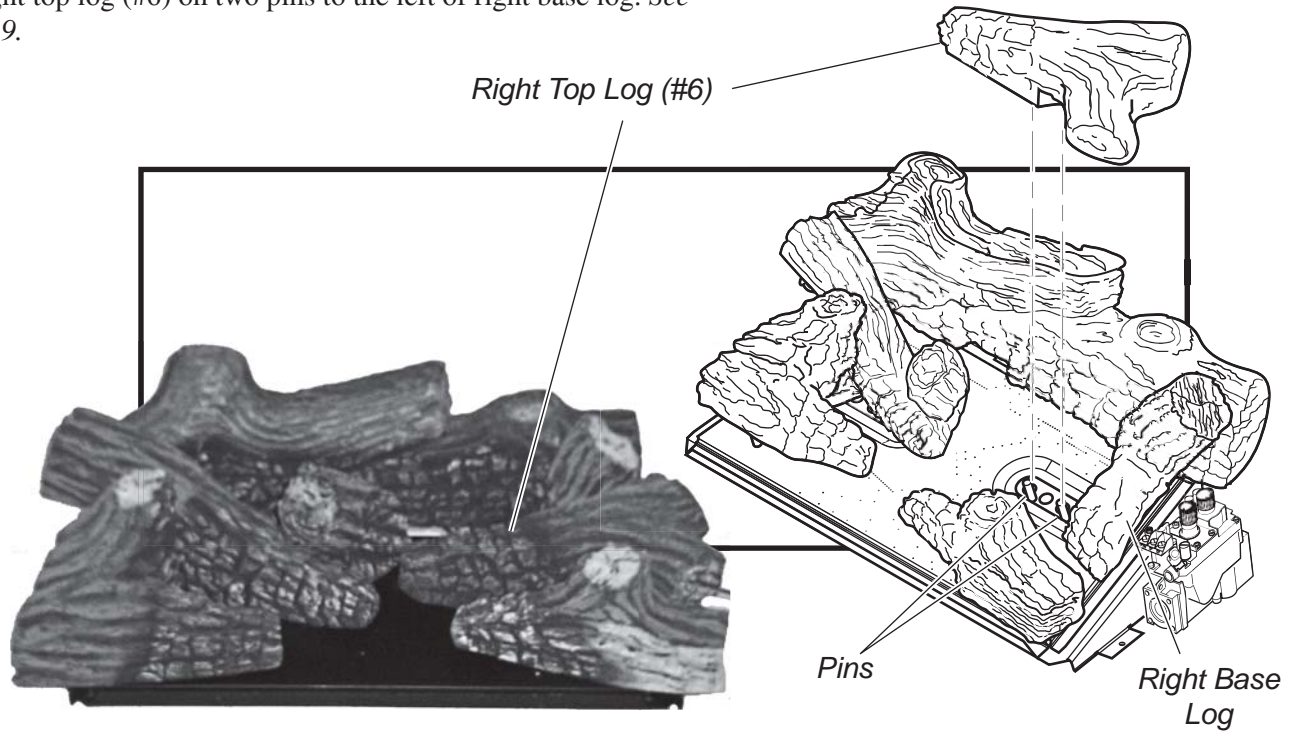 top log (#6) on two pins to the left of right base log. See
9.
Right Top Log (#6)
Pins
Right Base
Log